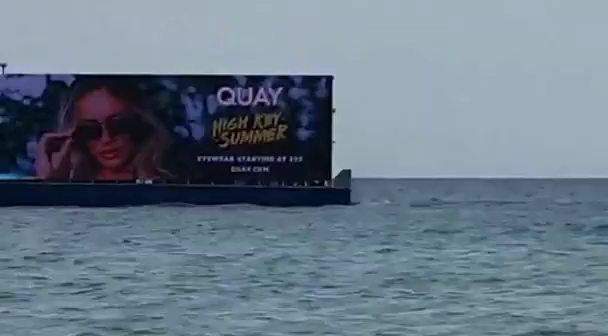 QUAY
HIGH KEY
SUMMER
EYEWEAR STARTING AT
QUAY.COM